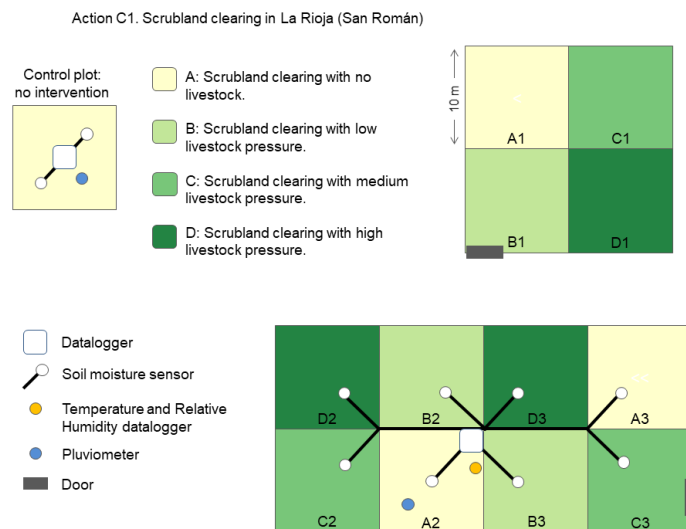 Action C1. Scrubland clearing in La Rioja (San Román)
Control plot:
no intervention
A: Scrubland clearing with no
livestock.
B: Scrubland clearing with low
livestock pressure.
C: Scrubland clearing with medium
livestock pressure.
D: Scrubland clearing with high
livestock pressure.
10 m
A1
C1
B1
D1
Datalogger
Soil moisture sensor
Temperature and Relative
Humidity datalogger
Pluviometer
Door
D2
B2
D3
A3
C2
A2
B3
C3